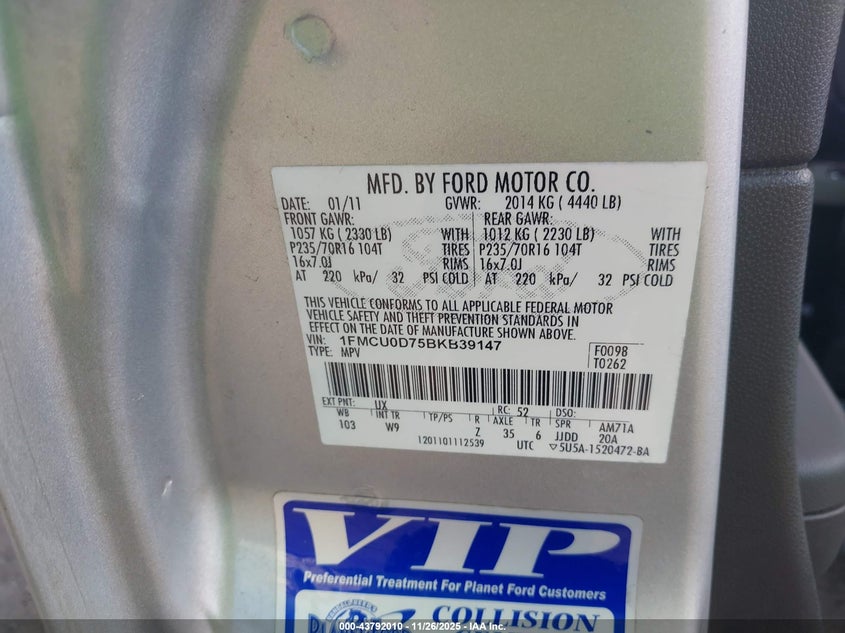 MFD. BY FORD MOTOR CO.
DATE: 01/11 GVWR: 2014 KG ( 4440 LB)
FRONT GAWR: REAR GAWR:
1057 KG ( 2330 LB) WITH 1012 KG ( 2230 LB) WITH
P235/70R16 104T TIRES P235/70R16 104T TIRES
16x7.0J RIMS 16x7.0J RIMS
AT 220 kPa/ 32 PSI COLD AT 220 kPa/ 32 PSI COLD
THIS VEHICLE CONFORMS TO ALL APPLICABLE FEDERAL MOTOR
VEHICLE SAFETY AND THEFT PREVENTION STANDARDS IN
EFFECT ON THE DATE OF MANUFACTURE SHOWN ABOVE.
VIN: 1FMCU0D75BKB39147
TYPE: MPV
F0098
T0262
EXT PNT: UX RC: 52 DSO:
WB INT TR TP/PS R AXLE TR SPR AM71A
103 W9 Z 35 6 JJDD 20A
1201101112539 UTC ▽5U5A-1520472-BA
VIP
Preferential Treatment For Planet Ford Customers
COLLISION
000-43792010 - 11/26/2025 - IAA Inc.